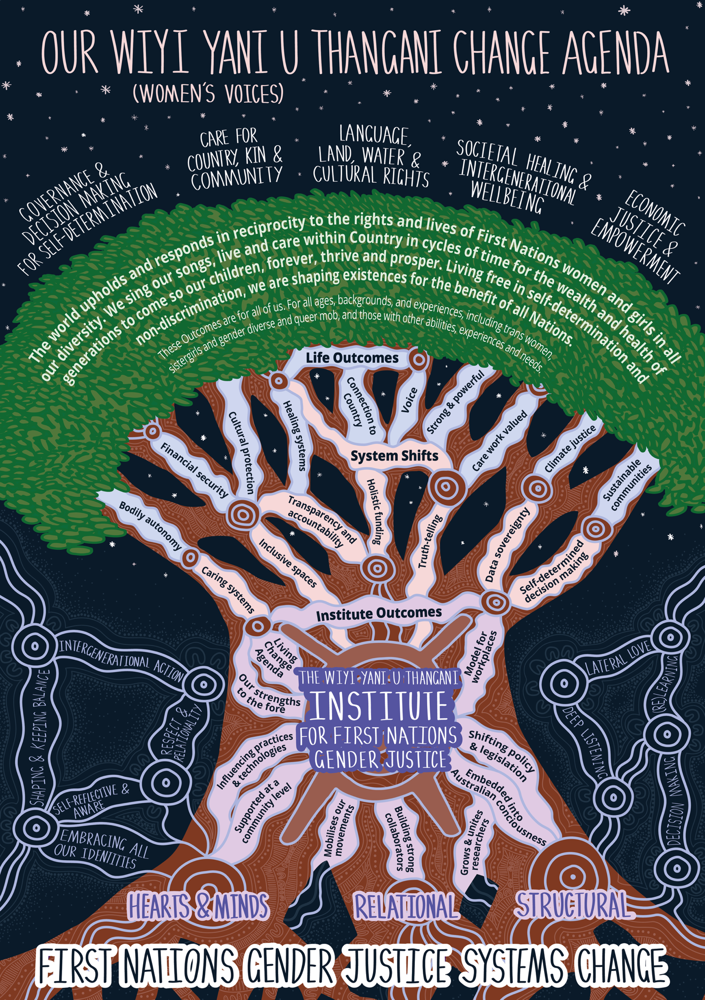 OUR WIYI YANI U THANGANI CHANGE AGENDA
(WOMEN'S VOICES)
GOVERNANCE &
DECISION MAKING
FOR SELF-DETERMINATION
CARE FOR
COUNTRY, KIN &
COMMUNITY
LANGUAGE,
LAND, WATER &
CULTURAL RIGHTS
SOCIETAL HEALING &
INTERGENERATIONAL
WELLBEING
ECONOMIC
JUSTICE &
EMPOWERMENT
The world upholds and responds in reciprocity to the rights and lives of First Nations women and girls in all
our diversity. We sing our songs, live and care within Country in cycles of time for the wealth and health of
generations to come so our children, forever, thrive and prosper. Living free in self-determination and
non-discrimination, we are shaping existences for the benefit of all Nations.
These Outcomes are for all of us. For all ages, backgrounds, and experiences, including trans women,
sistergirls and gender diverse and queer mob, and those with other abilities, experiences and needs.
Life Outcomes
Financial security
Cultural protection
Healing systems
Connection to
Country
Voice
Strong & powerful
Care work valued
Climate justice
Sustainable
communities
Bodily autonomy
System Shifts
Caring systems
Inclusive spaces
Transparency and
accountability
Holistic funding
Truth-telling
Data sovereignty
Self-determined
decision making
Institute Outcomes
Living
Change
Agenda
Our strengths
to the fore
Model for
workplaces
THE WIYI YANI U THANGANI
INSTITUTE
FOR FIRST NATIONS
GENDER JUSTICE
Influencing practices
& technologies
Supported at a
community level
Mobilises our
movements
Building strong
collaborators
Grows & unites
researchers
Embedded into
Australian conciousness
Shifting policy
& legislation
INTERGENERATIONAL ACTION
SHAPING & KEEPING BALANCE
RESPECT &
RELATIONALITY
SELF-REFLECTIVE &
AWARE
EMBRACING ALL
OUR IDENTITIES
LATERAL LOVE
(RE)LEARNING
DEEP LISTENING
DECISION MAKING
HEARTS & MINDS
RELATIONAL
STRUCTURAL
FIRST NATIONS GENDER JUSTICE SYSTEMS CHANGE